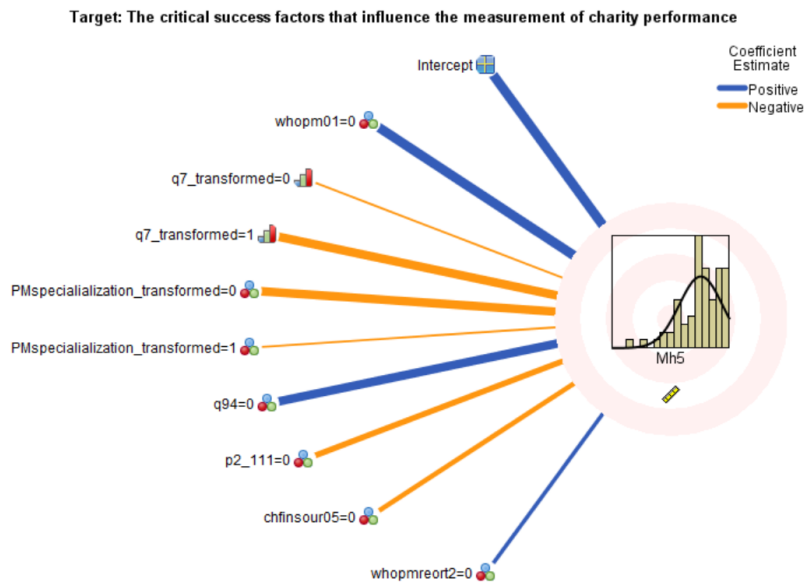 Target: The critical success factors that influence the measurement of charity performance
Coefficient
Estimate
Positive
Negative
Intercept
whopm01=0
q7_transformed=0
q7_transformed=1
PMspecialialization_transformed=0
PMspecialialization_transformed=1
q94=0
p2_111=0
chfinsour05=0
whopmreort2=0
Mh5